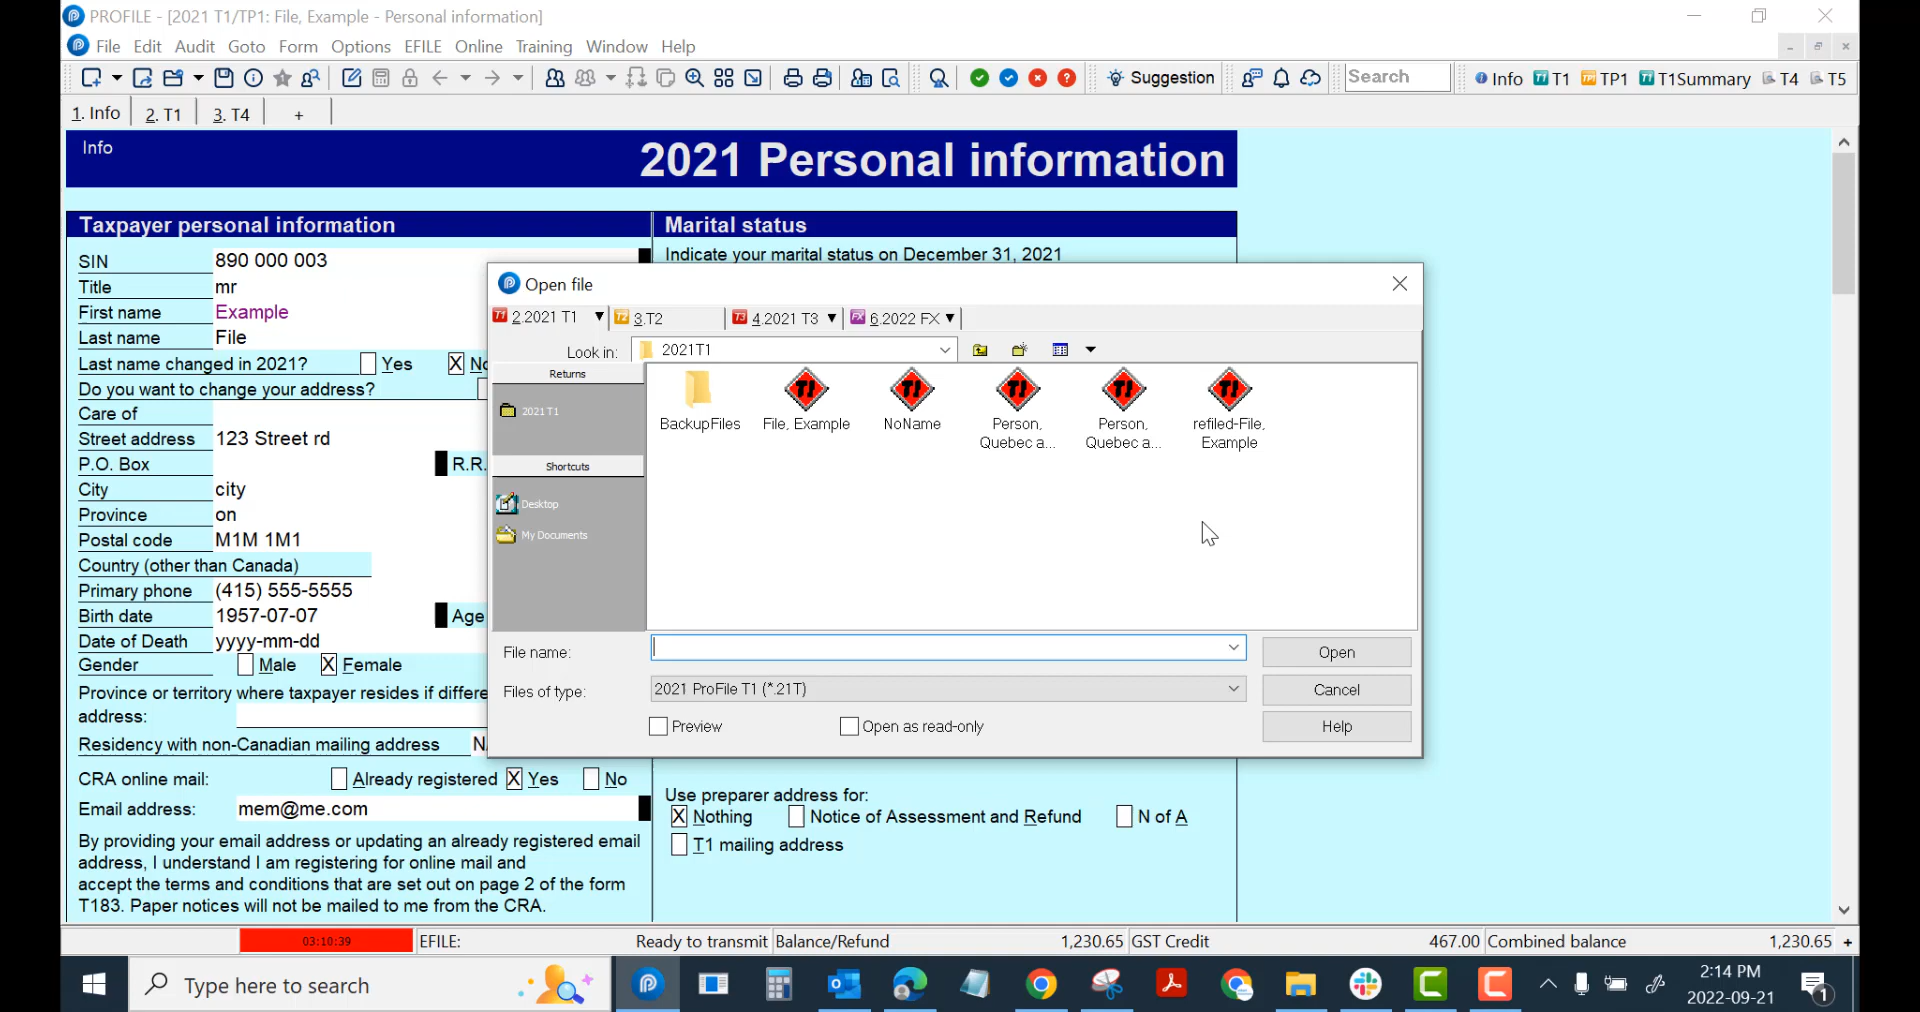 PROFILE - [2021 T1/TP1: File, Example - Personal information]
File Edit Audit Goto Form Options EFILE Online Training Window Help
Suggestion Search Info T1 TP1 T1Summary T4 T5
1. Info 2. T1 3. T4 +
Info
2021 Personal information
Taxpayer personal information
Marital status
SIN 890 000 003
Indicate your marital status on December 31, 2021
Title mr
First name Example
Last name File
Last name changed in 2021? Yes X No
Do you want to change your address?
Care of
Street address 123 Street rd
P.O. Box R.R.
City city
Province on
Postal code M1M 1M1
Country (other than Canada)
Primary phone (415) 555-5555
Birth date 1957-07-07 Age
Date of Death yyyy-mm-dd
Gender Male X Female
Province or territory where taxpayer resides if differe
address:
Residency with non-Canadian mailing address N
CRA online mail: Already registered X Yes No
Email address: mem@me.com
By providing your email address or updating an already registered email
address, I understand I am registering for online mail and
accept the terms and conditions that are set out on page 2 of the form
T183. Paper notices will not be mailed to me from the CRA.
Open file
T1 2.2021 T1 T2 3.T2 T3 4.2021 T3 FX 6.2022 FX
Look in: 2021T1
Returns
2021 T1
Shortcuts
Desktop
My Documents
T1 T1 T1 T1 T1
BackupFiles File, Example NoName Person, Quebec a... Person, Quebec a... refiled-File, Example
File name: Open
Files of type: 2021 ProFile T1 (*.21T) Cancel
Preview Open as read-only Help
Use preparer address for:
X Nothing Notice of Assessment and Refund N of A
T1 mailing address
03:10:39 EFILE: Ready to transmit Balance/Refund 1,230.65 GST Credit 467.00 Combined balance 1,230.65 +
Type here to search
2:14 PM
2022-09-21
1